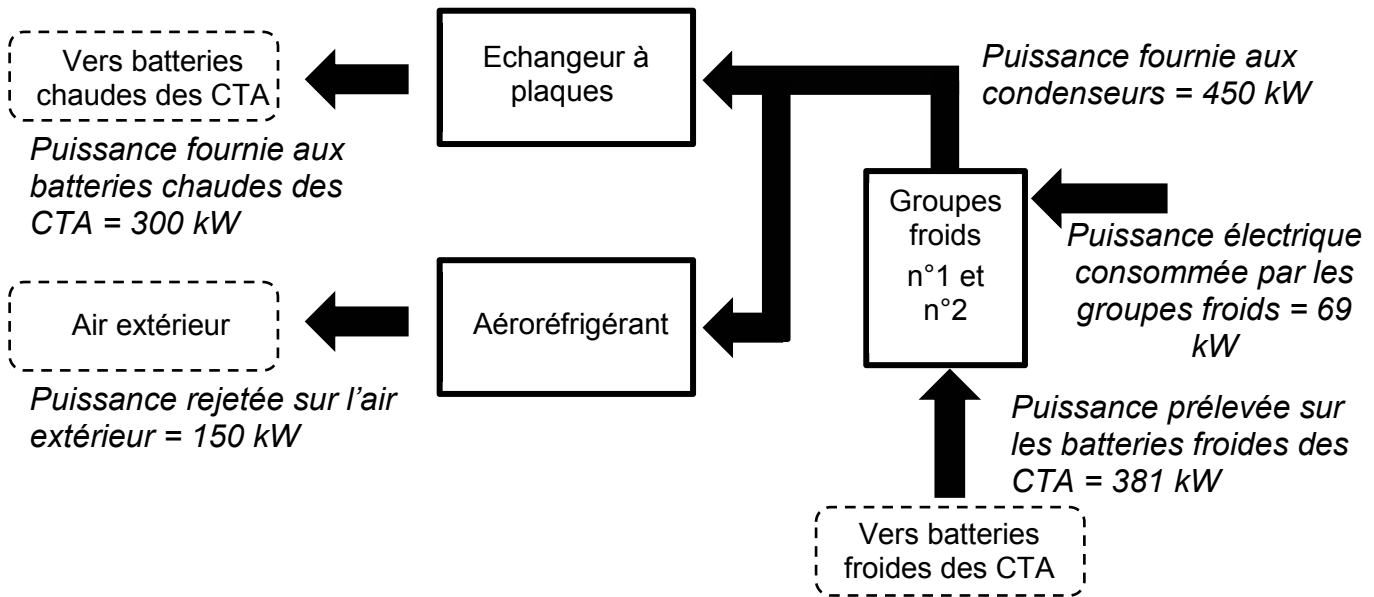 Vers batteries
chaudes des CTA
Puissance fournie aux
batteries chaudes des
CTA = 300 kW
Echangeur à
plaques
Puissance fournie aux
condenseurs = 450 kW
Groupes
froids
n°1 et
n°2
Puissance électrique
consommée par les
groupes froids = 69
kW
Air extérieur
Puissance rejetée sur l’air
extérieur = 150 kW
Aéroréfrigérant
Puissance prélevée sur
les batteries froides des
CTA = 381 kW
Vers batteries
froides des CTA